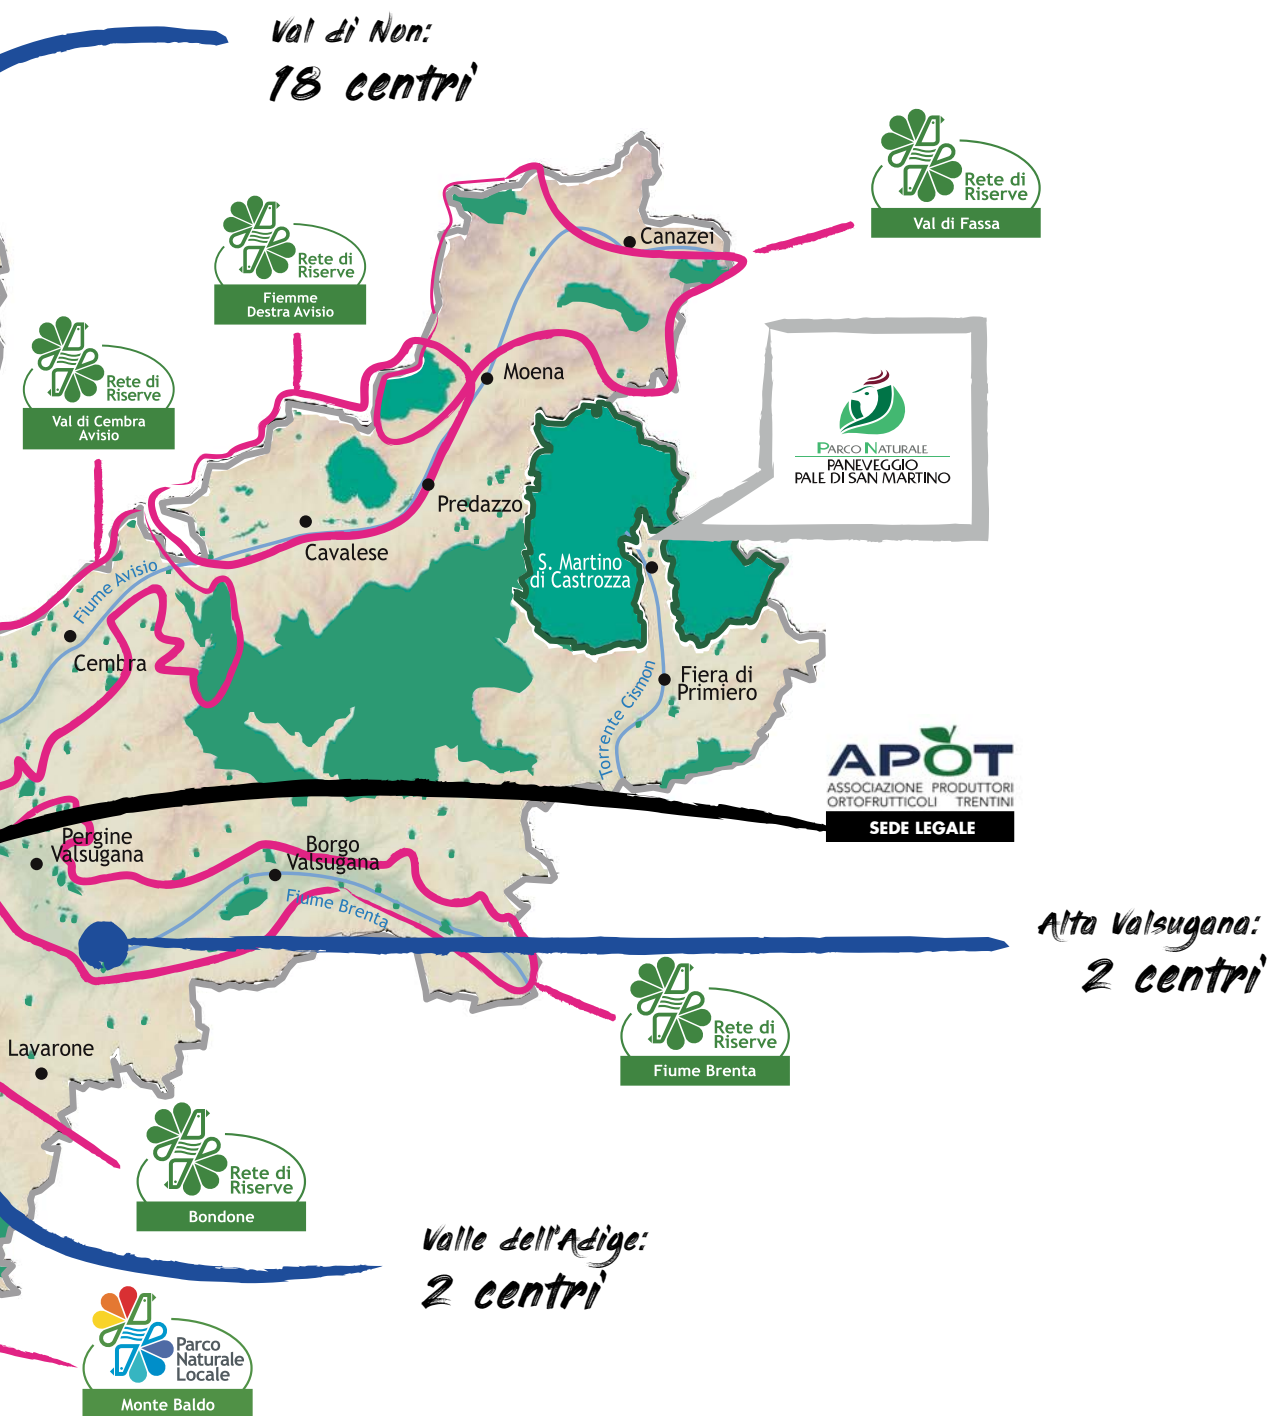 Val di Non:
18 centri
Rete di
Riserve
Val di Fassa
Canazei
Rete di
Riserve
Fiemme
Destra Avisio
Rete di
Riserve
Val di Cembra
Avisio
Moena
PARCO NATURALE
PANEVEGGIO
PALE DI SAN MARTINO
Predazzo
Cavalese
S. Martino
di Castrozza
Fiume Avisio
Cembra
Fiera di
Primiero
Torrente Cismon
APOT
ASSOCIAZIONE PRODUTTORI
ORTOFRUTTICOLI TRENTINI
SEDE LEGALE
Pergine
Valsugana
Borgo
Valsugana
Fiume Brenta
Alta Valsugana:
2 centri
Rete di
Riserve
Fiume Brenta
Lavarone
Rete di
Riserve
Bondone
Valle dell'Adige:
2 centri
Parco
Naturale
Locale
Monte Baldo